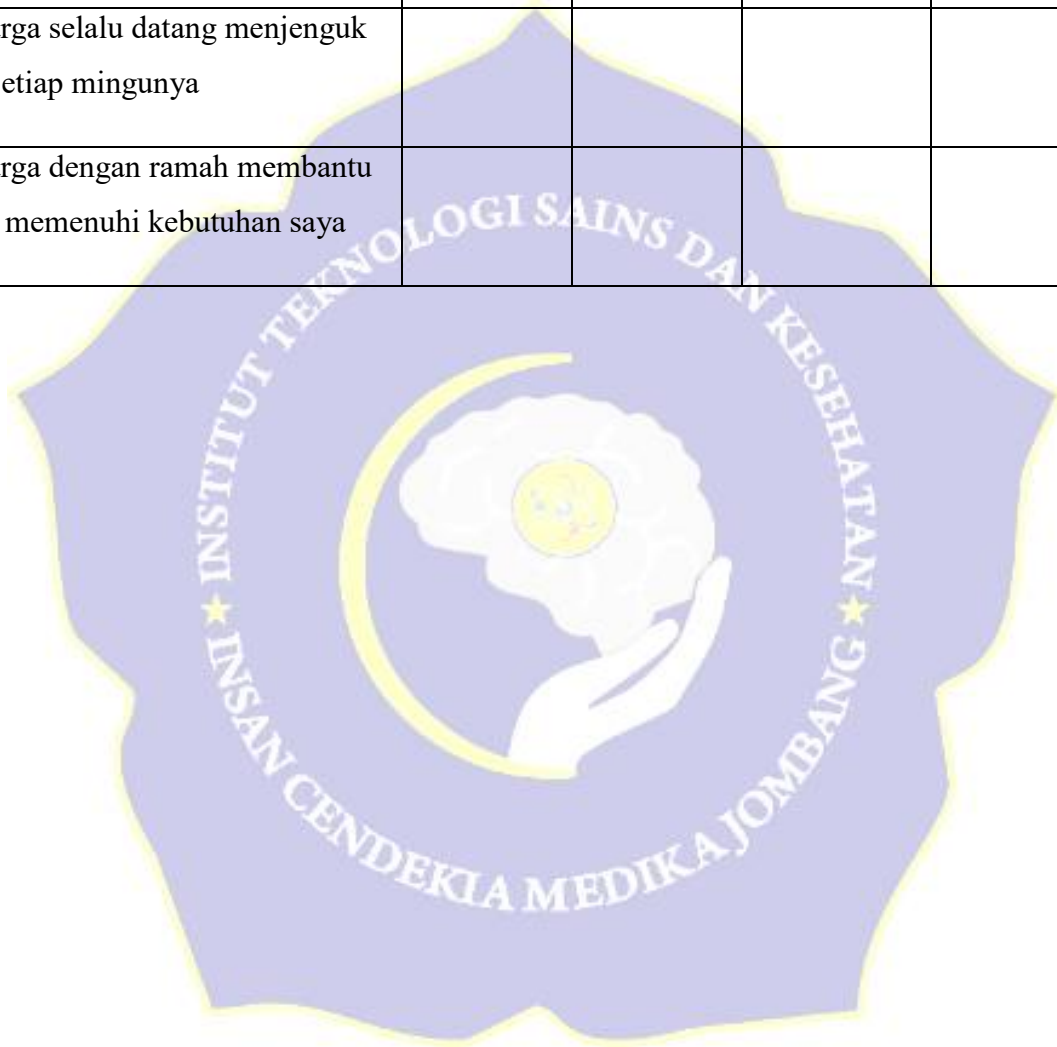 rga selalu datang menjenguk
etiap mingunya
rga dengan ramah membantu
memenuhi kebutuhan saya
INSTITUT TEKNOLOGI SAINS DAN KESEHATAN
INSAN CENDEKIA MEDIKA JOMBANG